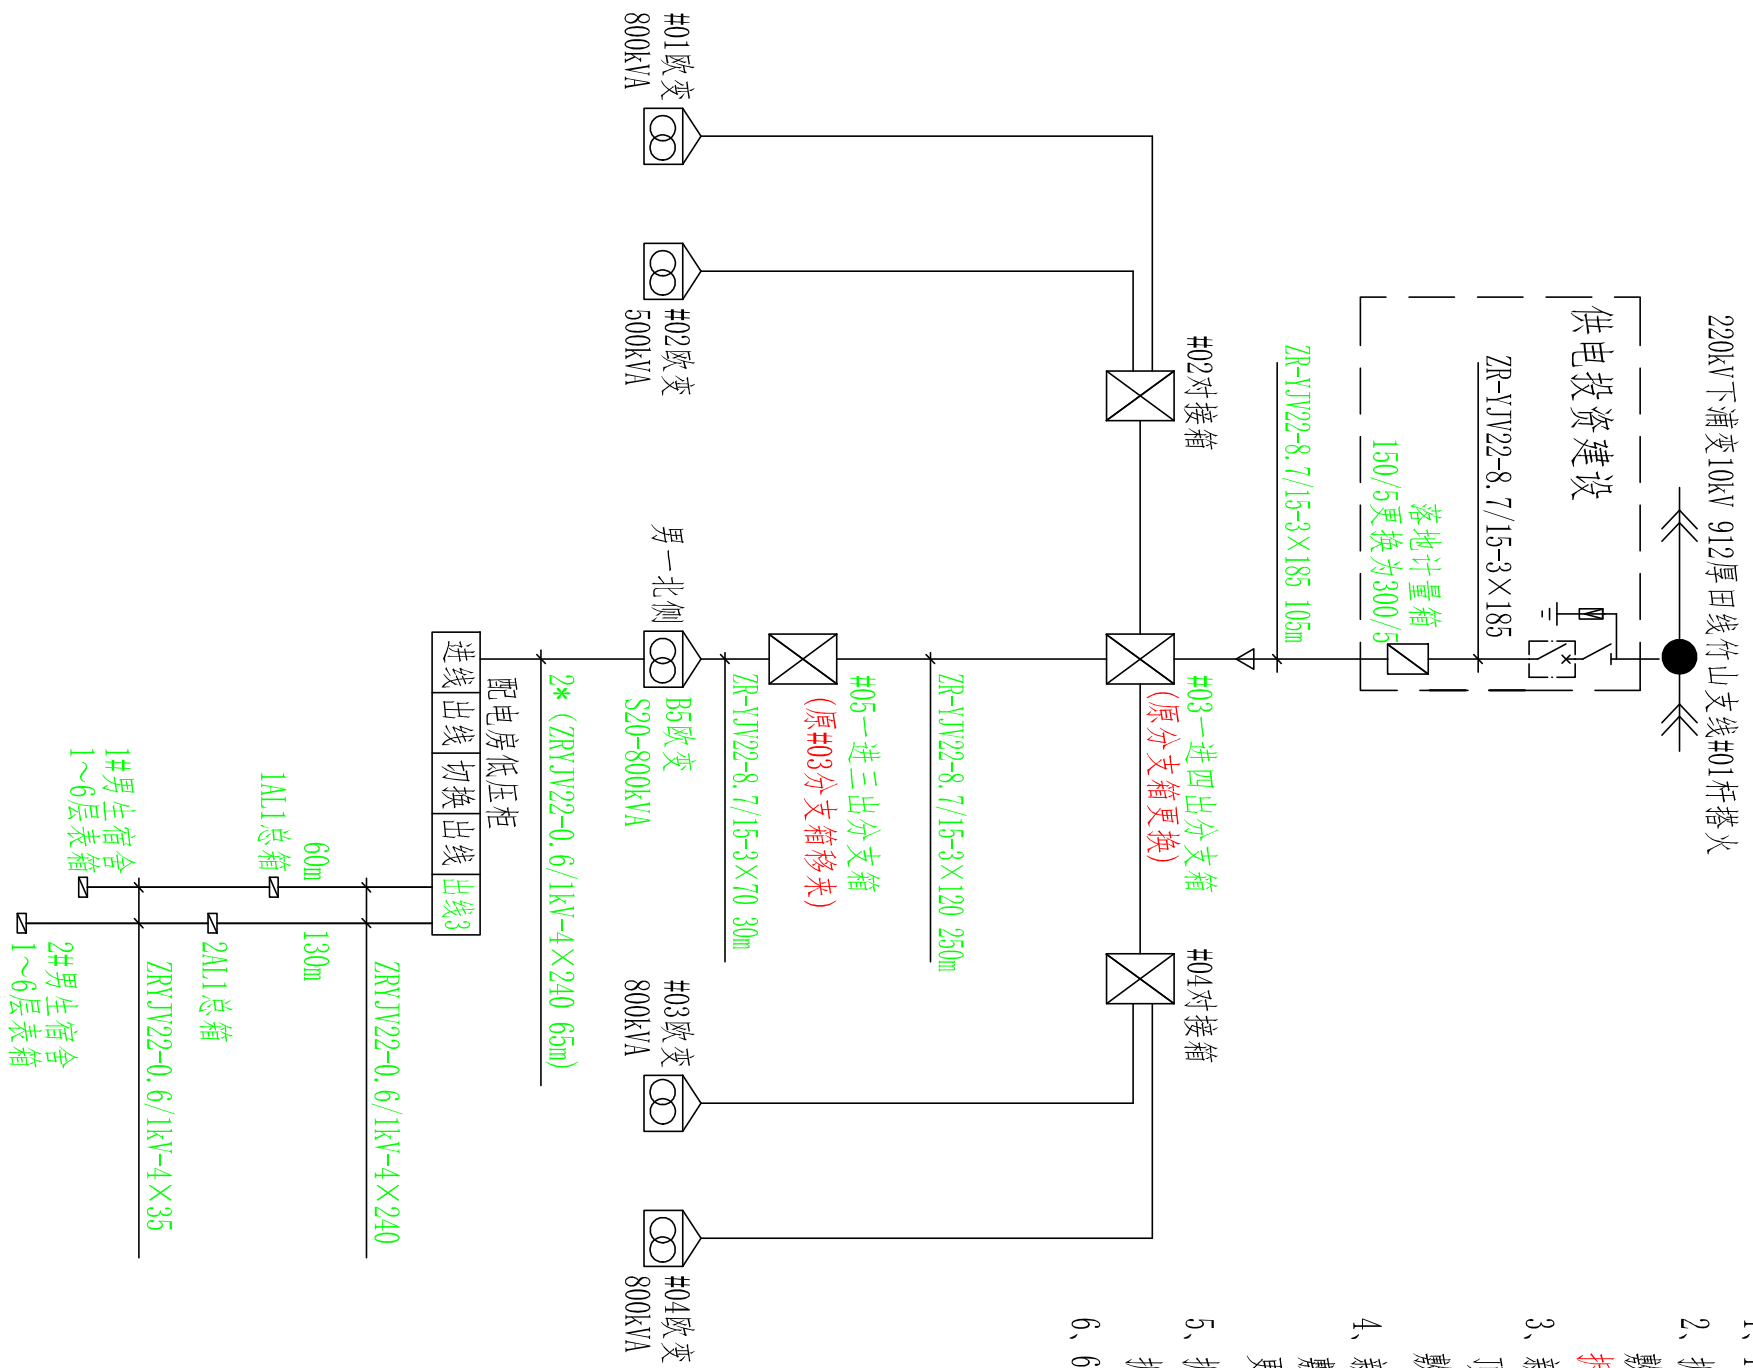 220kV下浦变10kV 912厚田线竹山支线#01杆搭火
供电投资建设
ZR-YJV22-8.7/15-3×185
落地计量箱
150/5更换为300/5
ZR-YJV22-8.7/15-3×185 105m
#02对接箱
#03一进四出分支箱
(原分支箱更换)
#04对接箱
ZR-YJV22-8.7/15-3×120 250m
#05一进三出分支箱
(原#03分支箱移来)
ZR-YJV22-8.7/15-3×70 30m
#01欧变
800kVA
#02欧变
500kVA
男一北侧
B5欧变
S20-800kVA
#03欧变
800kVA
#04欧变
800kVA
2*(ZRYJV22-0.6/1kV-4×240 65m)
配电房低压柜
进线
出线
切换
出线
出线3
60m
130m
ZRYJV22-0.6/1kV-4×240
1AL1总箱
2AL1总箱
ZRYJV22-0.6/1kV-4×35
1#男生宿舍
1~6层表箱
2#男生宿舍
1~6层表箱
2、
3、
4、
5、
6、6